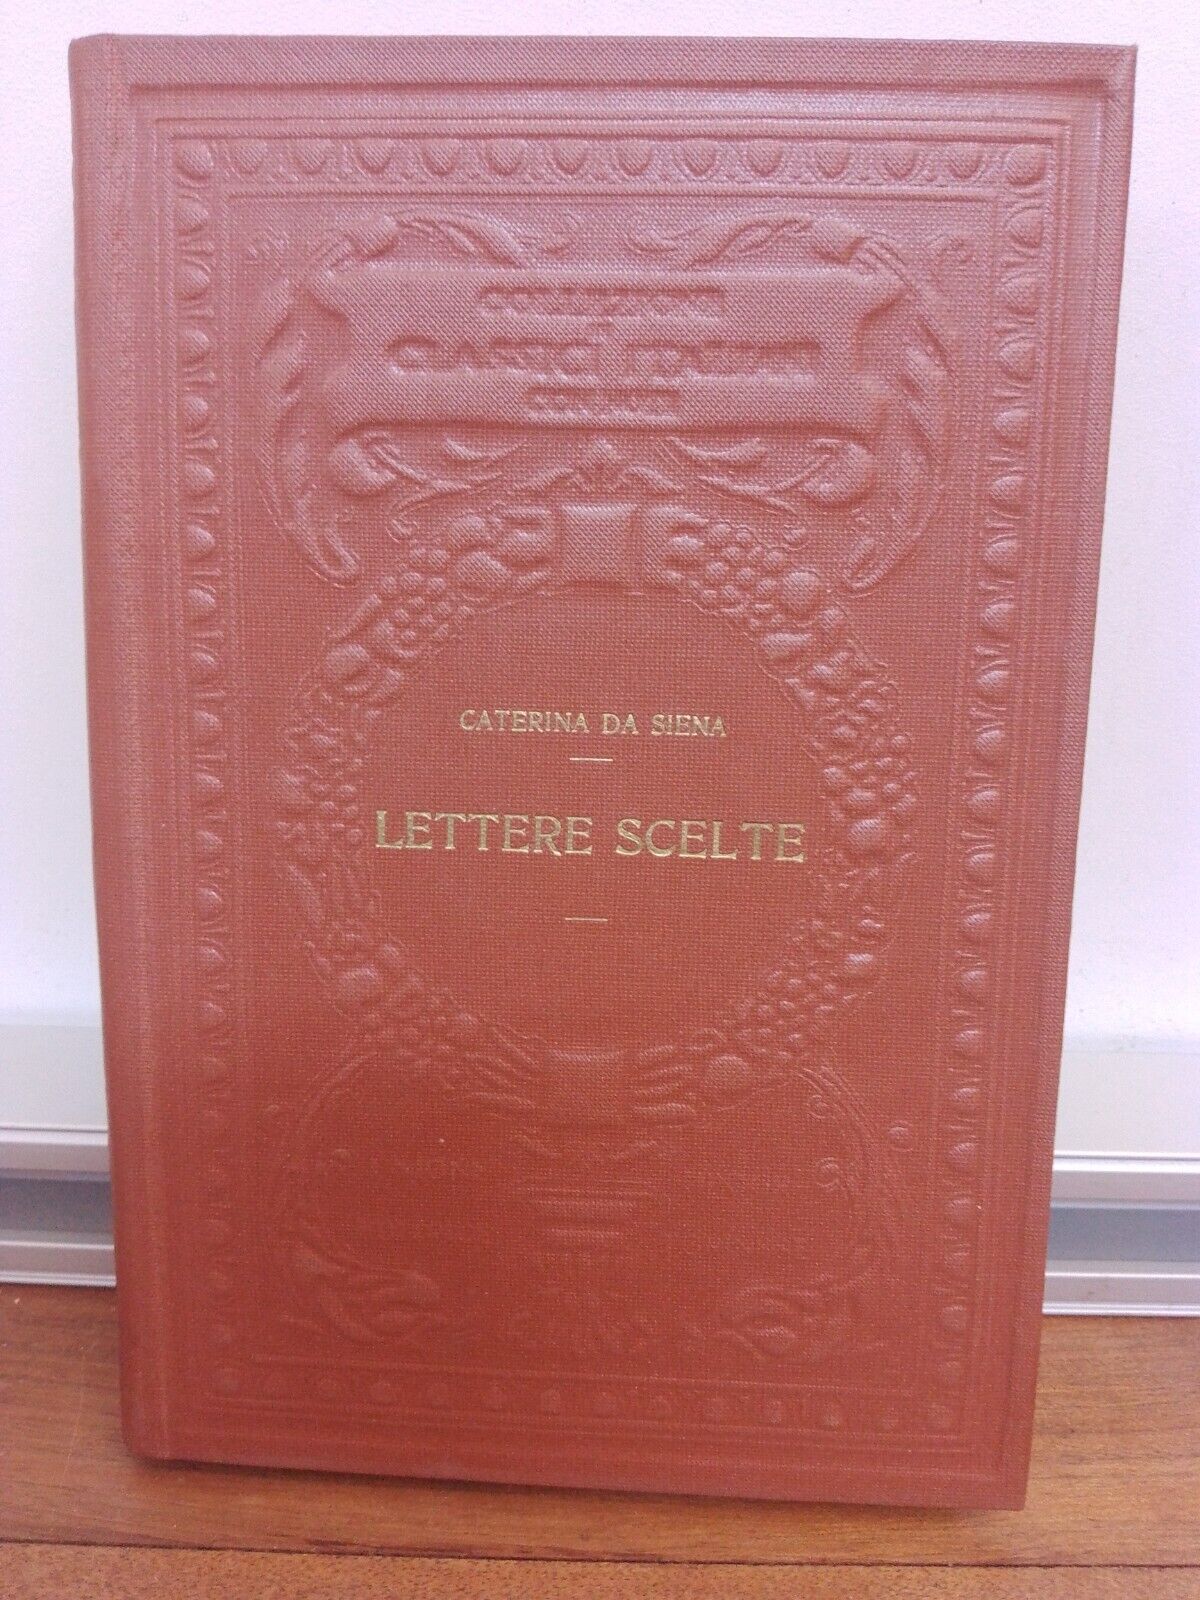 COLLEZIONE
DI
CLASSICI ITALIANI
CON NOTE
CATERINA DA SIENA
LETTERE SCELTE